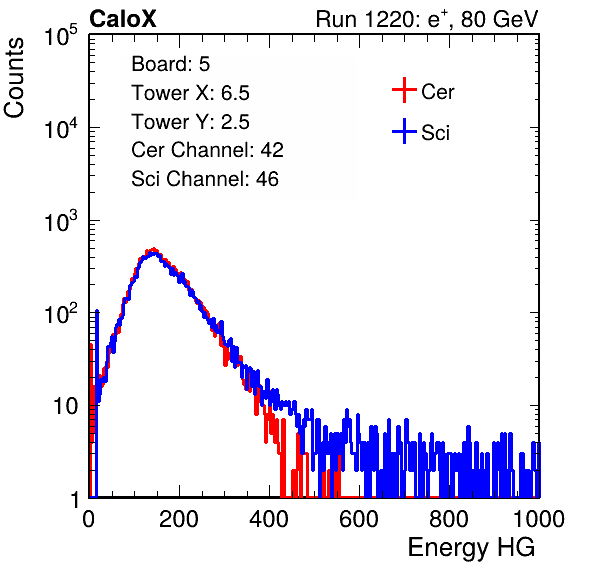 CaloX Run 1220: e⁺, 80 GeV
Counts
10⁵
10⁴
10³
10²
10
1
Board: 5
Tower X: 6.5
Tower Y: 2.5
Cer Channel: 42
Sci Channel: 46
Cer
Sci
0 200 400 600 800 1000
Energy HG